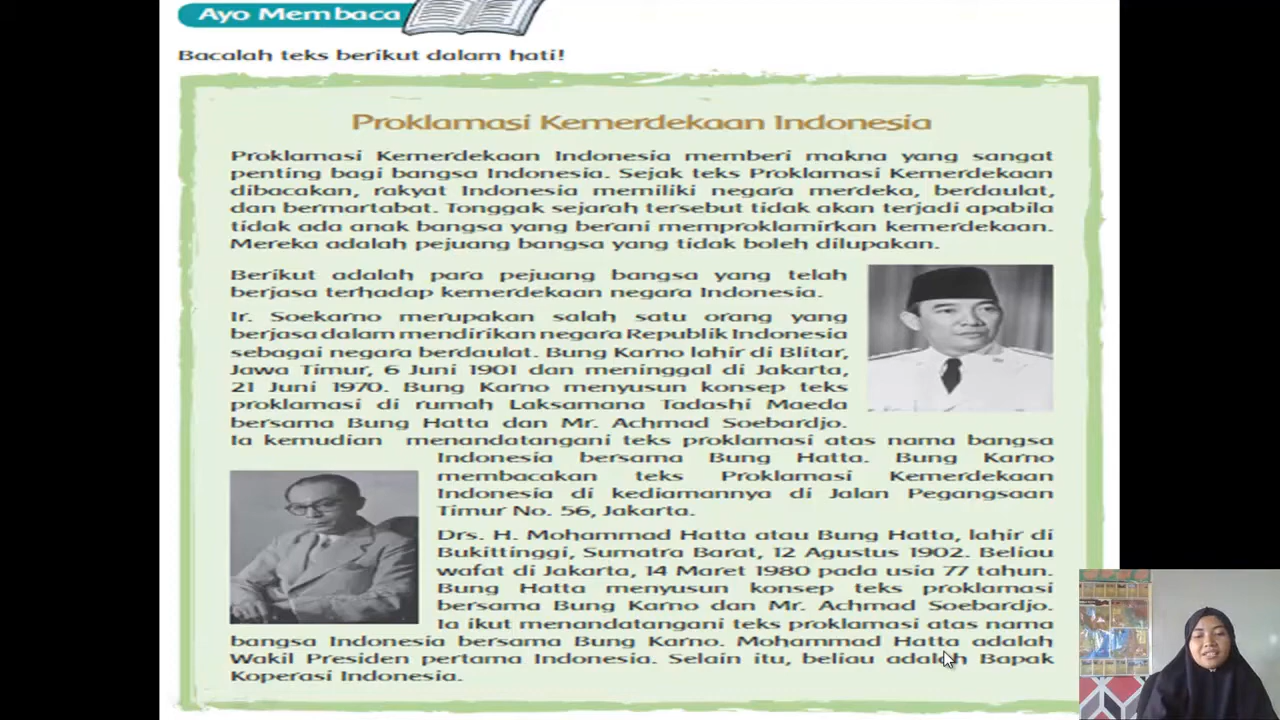 Ayo Membaca
Bacalah teks berikut dalam hati!
Proklamasi Kemerdekaan Indonesia
Proklamasi Kemerdekaan Indonesia memberi makna yang sangat
penting bagi bangsa Indonesia. Sejak teks Proklamasi Kemerdekaan
dibacakan, rakyat Indonesia memiliki negara merdeka, berdaulat,
dan bermartabat. Tonggak sejarah tersebut tidak akan terjadi apabila
tidak ada anak bangsa yang berani memproklamirkan kemerdekaan.
Mereka adalah pejuang bangsa yang tidak boleh dilupakan.
Berikut adalah para pejuang bangsa yang telah
berjasa terhadap kemerdekaan negara Indonesia.
Ir. Soekarno merupakan salah satu orang yang
berjasa dalam mendirikan negara Republik Indonesia
sebagai negara berdaulat. Bung Karno lahir di Blitar,
Jawa Timur, 6 Juni 1901 dan meninggal di Jakarta,
21 Juni 1970. Bung Karno menyusun konsep teks
proklamasi di rumah Laksamana Tadashi Maeda
bersama Bung Hatta dan Mr. Achmad Soebardjo.
Ia kemudian menandatangani teks proklamasi atas nama bangsa
Indonesia bersama Bung Hatta. Bung Karno
membacakan teks Proklamasi Kemerdekaan
Indonesia di kediamannya di Jalan Pegangsaan
Timur No. 56, Jakarta.
Drs. H. Mohammad Hatta atau Bung Hatta, lahir di
Bukittinggi, Sumatra Barat, 12 Agustus 1902. Beliau
wafat di Jakarta, 14 Maret 1980 pada usia 77 tahun.
Bung Hatta menyusun konsep teks proklamasi
bersama Bung Karno dan Mr. Achmad Soebardjo.
Ia ikut menandatangani teks proklamasi atas nama
bangsa Indonesia bersama Bung Karno. Mohammad Hatta adalah
Wakil Presiden pertama Indonesia. Selain itu, beliau adalah Bapak
Koperasi Indonesia.